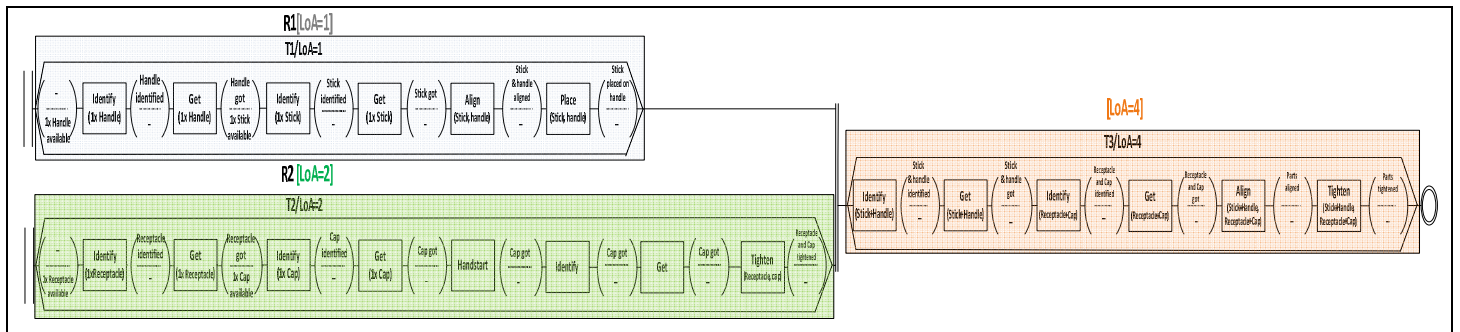 R1[LoA=1]
T1/LoA=1
-
1x Handle
available
Identify
(1x Handle)
Handle
identified
-
Get
(1x Handle)
Handle
got
1x Stick
available
Identify
(1x Stick)
Stick
identified
-
Get
(1x Stick)
Stick got
-
Align
(Stick, handle)
Stick
& handle
aligned
-
Place
(Stick, handle)
Stick
placed on
handle
-
R2 [LoA=2]
T2/LoA=2
-
1x Receptacle
available
Identify
(1xReceptacle)
Receptacle
identified
-
Get
(1x Receptacle)
Receptacle
got
1x Cap
available
Identify
(1x Cap)
Cap
identified
-
Get
(1x Cap)
Cap got
-
Handstart
Cap got
-
Identify
Cap got
-
Get
Cap got
-
Tighten
(Receptacle, cap)
Receptacle
and Cap
tightened
-
[LoA=4]
T3/LoA=4
Identify
(Stick+Handle)
Stick
& handle
identified
-
Get
(Stick+Handle)
Stick
& handle
got
-
Identify
(Receptacle+Cap)
Receptacle
and Cap
identified
-
Get
(Receptacle+Cap)
Receptacle
and Cap
got
-
Align
(Stick+Handle,
Receptacle+Cap)
Parts
aligned
-
Tighten
(Stick+Handle,
Receptacle+Cap)
Parts
tightened
-